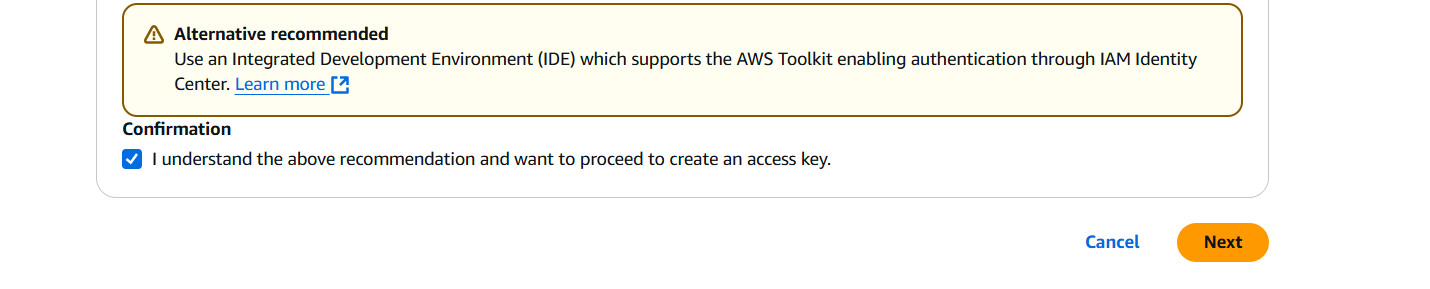 Alternative recommended
Use an Integrated Development Environment (IDE) which supports the AWS Toolkit enabling authentication through IAM Identity
Center. Learn more
Confirmation
I understand the above recommendation and want to proceed to create an access key.
Cancel
Next